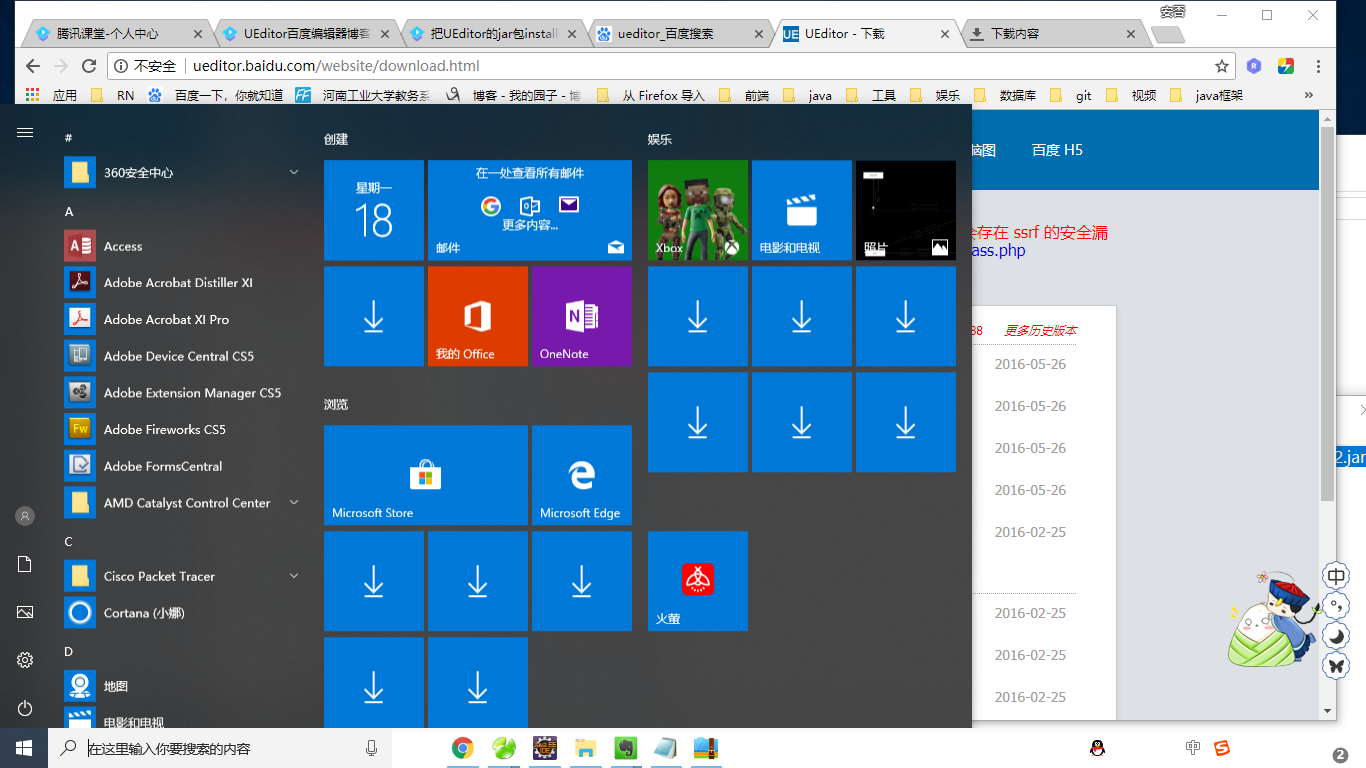 安否
腾讯课堂-个人中心
UEditor百度编辑器博客
把UEditor的jar包install
ueditor_百度搜索
UE UEditor - 下载
下载内容
不安全 ueditor.baidu.com/website/download.html
应用 RN 百度一下，你就知道 河南工业大学教务系 博客 - 我的园子 - 博 从 Firefox 导入 前端 java 工具 娱乐 数据库 git 视频 java框架 »
脑图 百度 H5
存在 ssrf 的安全漏
ass.php
88 更多历史版本
2016-05-26
2016-05-26
2016-05-26
2016-05-26
2016-02-25
2016-02-25
2016-02-25
2016-02-25
2.jar
#
360安全中心
A
Access
Adobe Acrobat Distiller XI
Adobe Acrobat XI Pro
Adobe Device Central CS5
Adobe Extension Manager CS5
Adobe Fireworks CS5
Adobe FormsCentral
AMD Catalyst Control Center
C
Cisco Packet Tracer
Cortana (小娜)
D
地图
电影和电视
创建
星期一
18
在一处查看所有邮件
更多内容...
邮件
我的 Office
OneNote
浏览
Microsoft Store
Microsoft Edge
娱乐
Xbox
电影和电视
照片
火萤
中
在这里输入你要搜索的内容
中
2